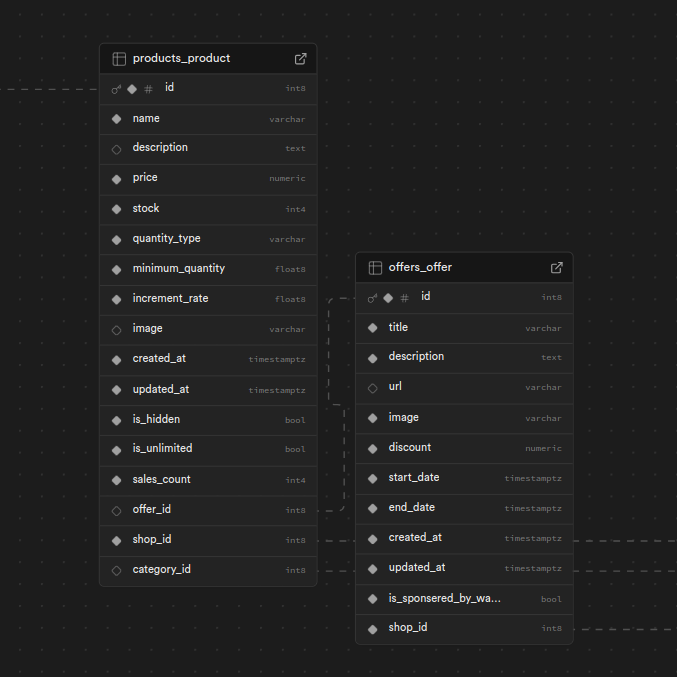 products_product
id int8
name varchar
description text
price numeric
stock int4
quantity_type varchar
minimum_quantity float8
increment_rate float8
image varchar
created_at timestamptz
updated_at timestamptz
is_hidden bool
is_unlimited bool
sales_count int4
offer_id int8
shop_id int8
category_id int8
offers_offer
id int8
title varchar
description text
url varchar
image varchar
discount numeric
start_date timestamptz
end_date timestamptz
created_at timestamptz
updated_at timestamptz
is_sponsered_by_wa... bool
shop_id int8